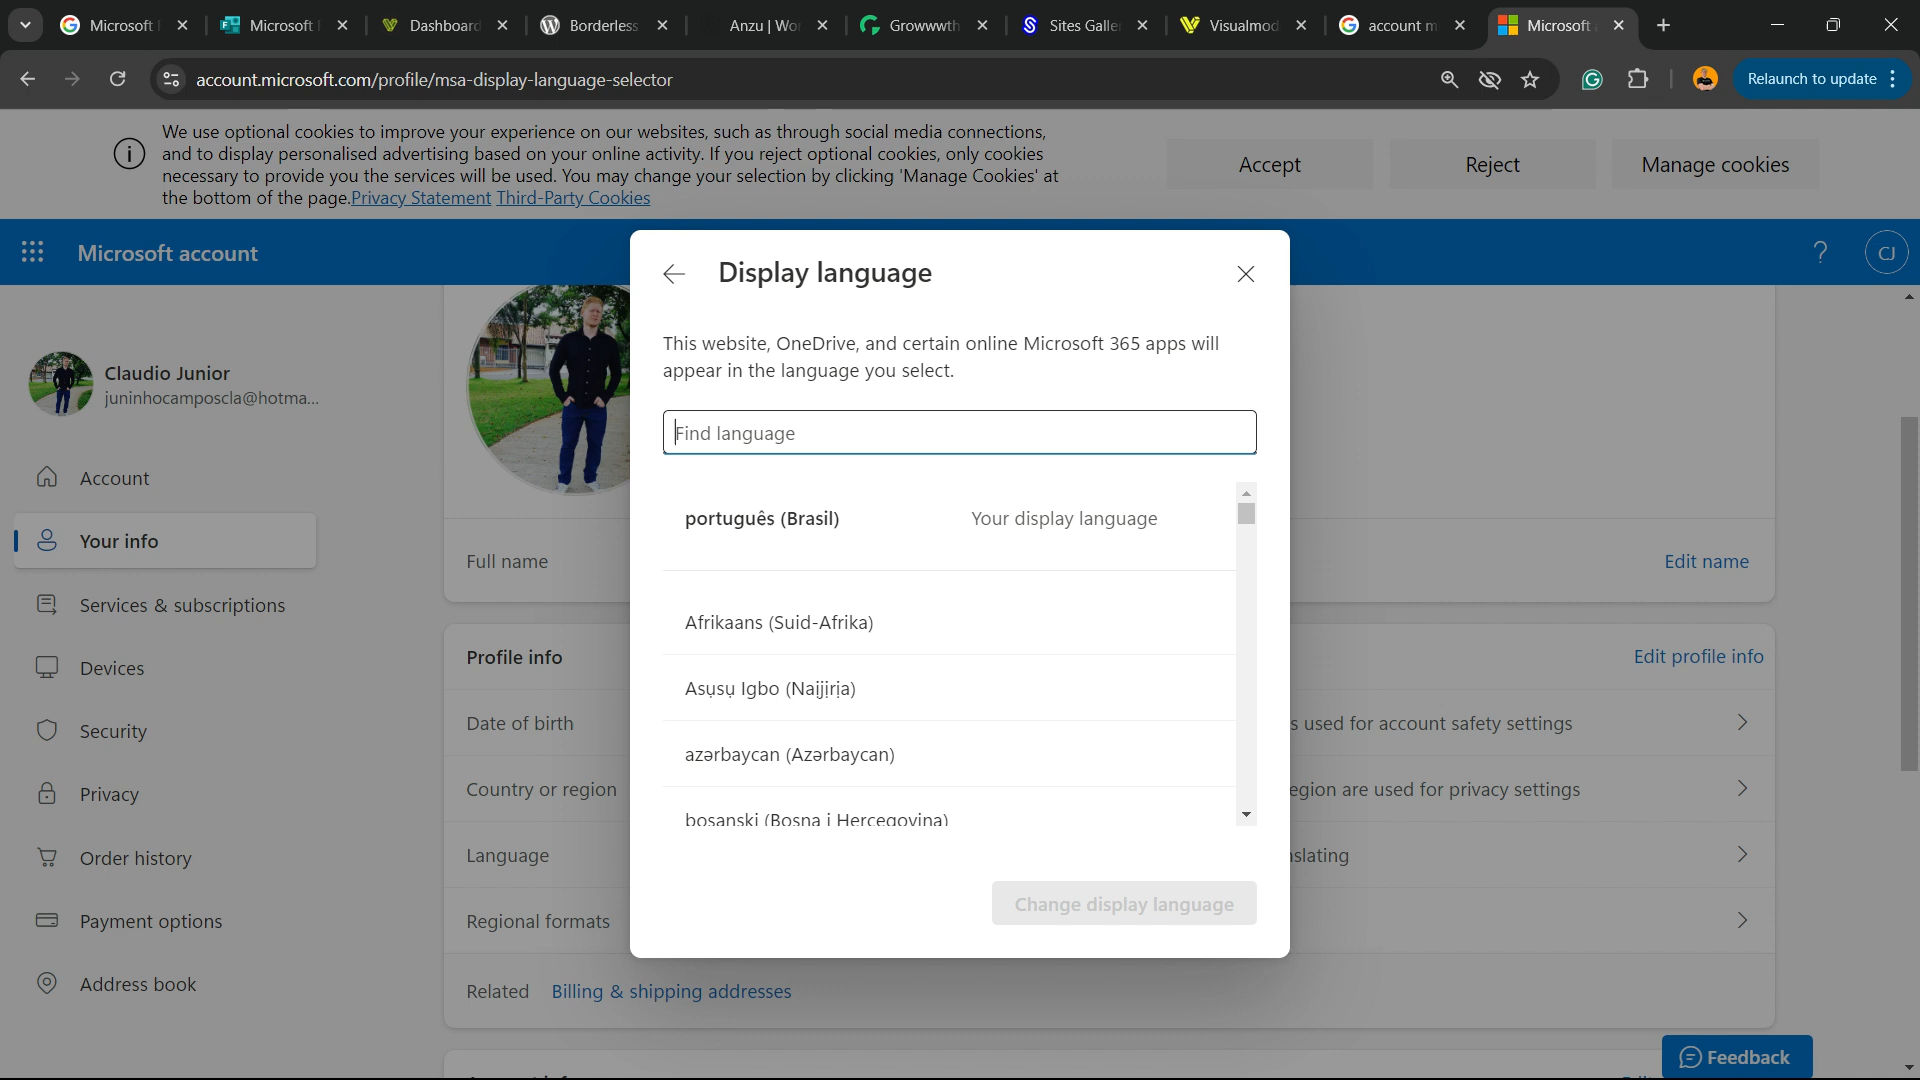 Microsoft
Microsoft
Dashboard
Borderless
Anzu | Wor
Growwwth
Sites Galle
Visualmod
account m
Microsoft
account.microsoft.com/profile/msa-display-language-selector
Relaunch to update
We use optional cookies to improve your experience on our websites, such as through social media connections,
and to display personalised advertising based on your online activity. If you reject optional cookies, only cookies
necessary to provide you the services will be used. You may change your selection by clicking 'Manage Cookies' at
the bottom of the page.Privacy Statement Third-Party Cookies
Accept
Reject
Manage cookies
Microsoft account
?
CJ
Claudio Junior
juninhocamposcla@hotma...
Account
Your info
Services & subscriptions
Devices
Security
Privacy
Order history
Payment options
Address book
Display language
This website, OneDrive, and certain online Microsoft 365 apps will
appear in the language you select.
Find language
português (Brasil) Your display language
Afrikaans (Suid-Afrika)
Asụsụ Igbo (Naịjịrịa)
azərbaycan (Azərbaycan)
bosanski (Bosna i Hercegovina)
Change display language
Full name
Edit name
Profile info
Edit profile info
Date of birth
s used for account safety settings
Country or region
egion are used for privacy settings
Language
slating
Regional formats
Related Billing & shipping addresses
Feedback